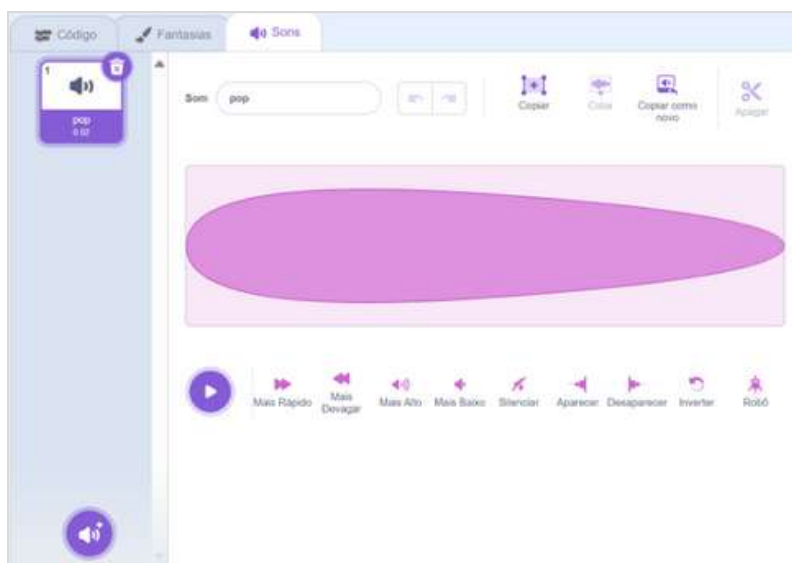 Código Fantasias Sons
1
pop
0.02
Som pop
Copiar Colar Copiar como
novo Apagar
Mais Rápido Mais
Devagar Mais Alto Mais Baixo Silenciar Aparecer Desaparecer Inverter Robô